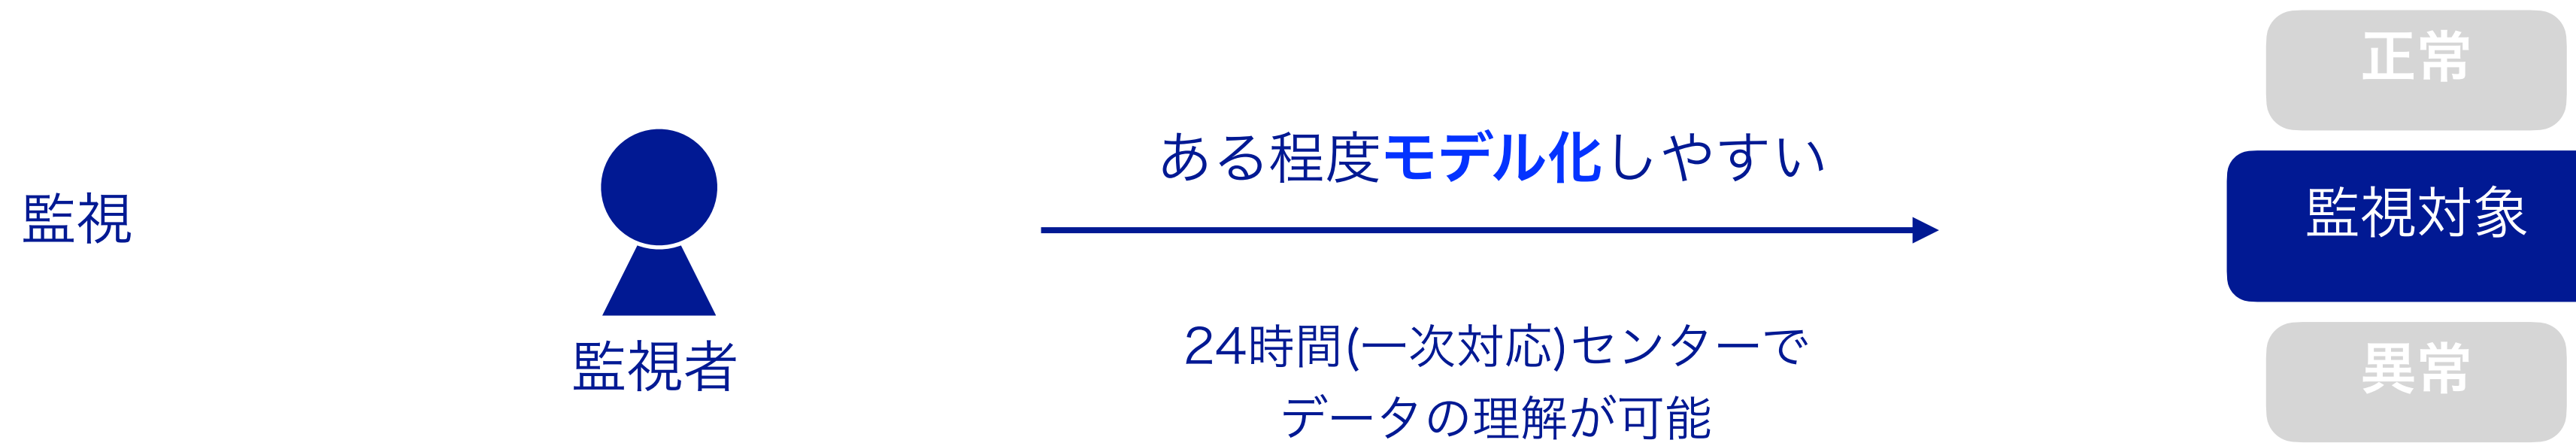 監視
監視者
ある程度モデル化しやすい
24時間(一次対応)センターで
データの理解が可能
正常
監視対象
異常